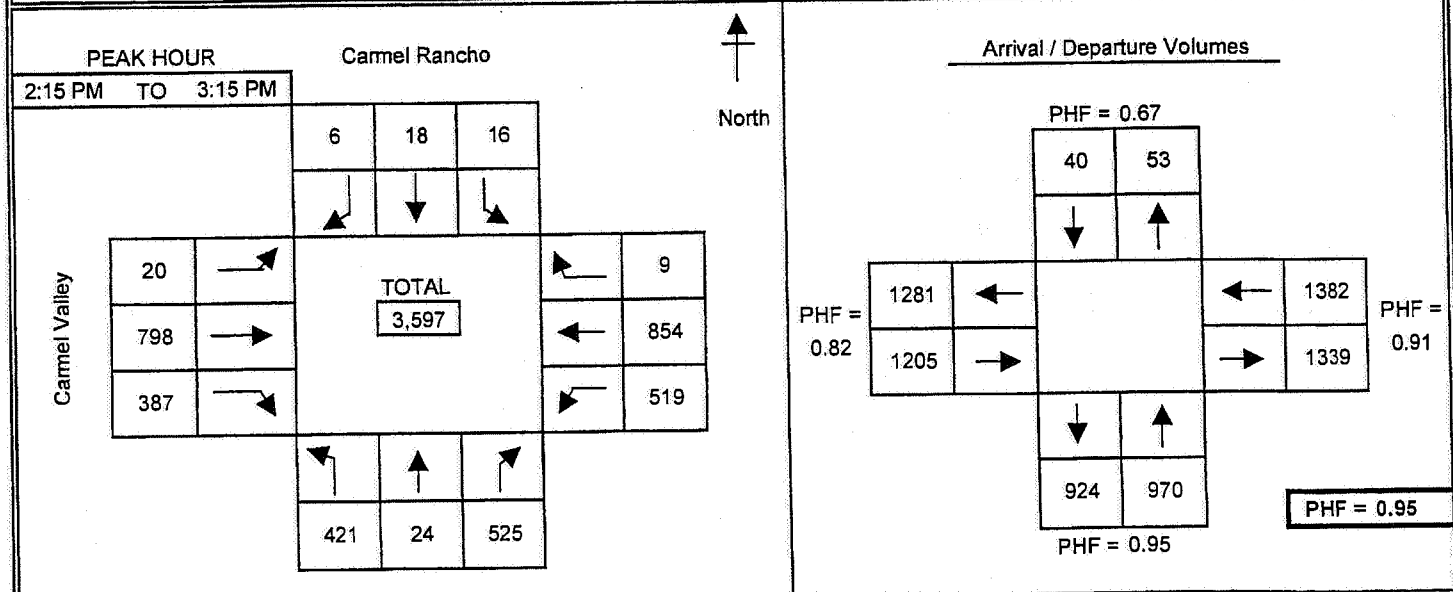 PEAK HOUR
2:15 PM TO 3:15 PM
Carmel Rancho
North
6 18 16
Carmel Valley
20
798
387
TOTAL
3,597
9
854
519
421 24 525
Arrival / Departure Volumes
PHF = 0.67
40 53
PHF =
0.82
1281
1205
1382
1339
PHF =
0.91
924 970
PHF = 0.95
PHF = 0.95